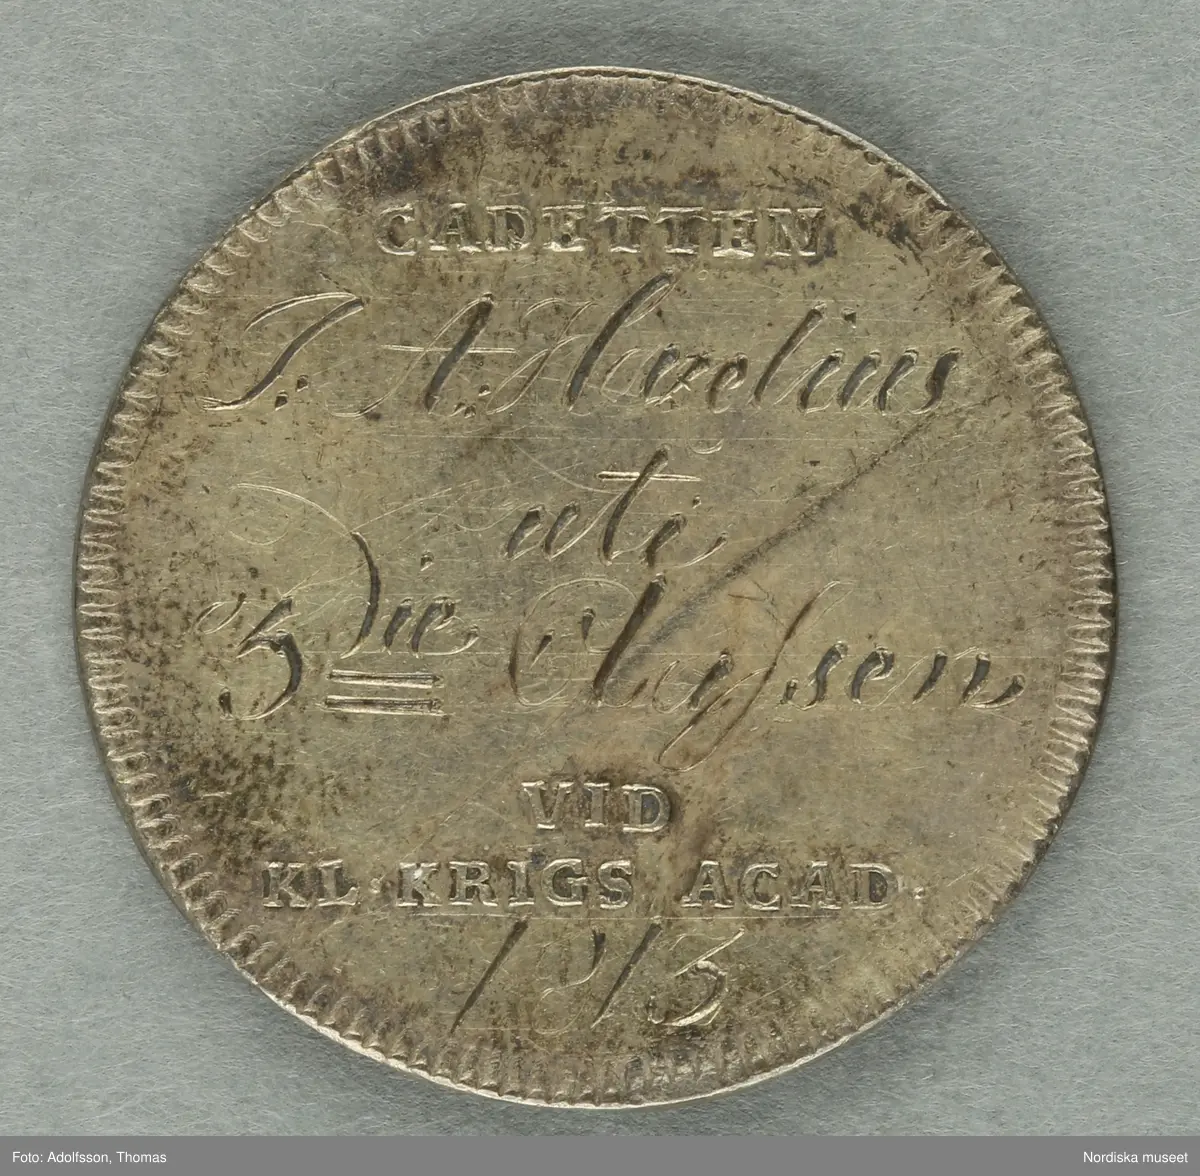 CADETTEN
J. A. Hazelius
uti
3die Classen
VID
KL. KRIGS ACAD.
1813
Foto: Adolfsson, Thomas
Nordiska museet